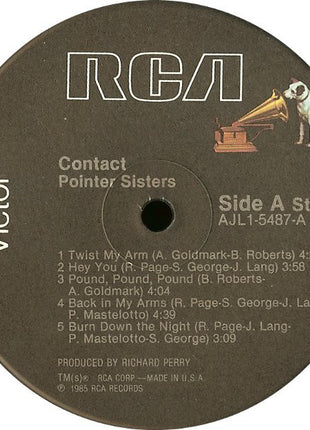 RCA
Victor
Contact
Pointer Sisters
Side A St
AJL1-5487-A
1 Twist My Arm (A. Goldmark-B. Roberts) 4:
2 Hey You (R. Page-S. George-J. Lang) 3:58
3 Pound, Pound, Pound (B. Roberts-
A. Goldmark) 4:04
4 Back in My Arms (R. Page-S. George-J. La
P. Mastelotto) 4:39
5 Burn Down the Night (R. Page-J. Lang-
P. Mastelotto-S. George) 3:09
PRODUCED BY RICHARD PERRY
TM(s)® • RCA CORP.—MADE IN U.S.A.
℗ 1985 RCA RECORDS